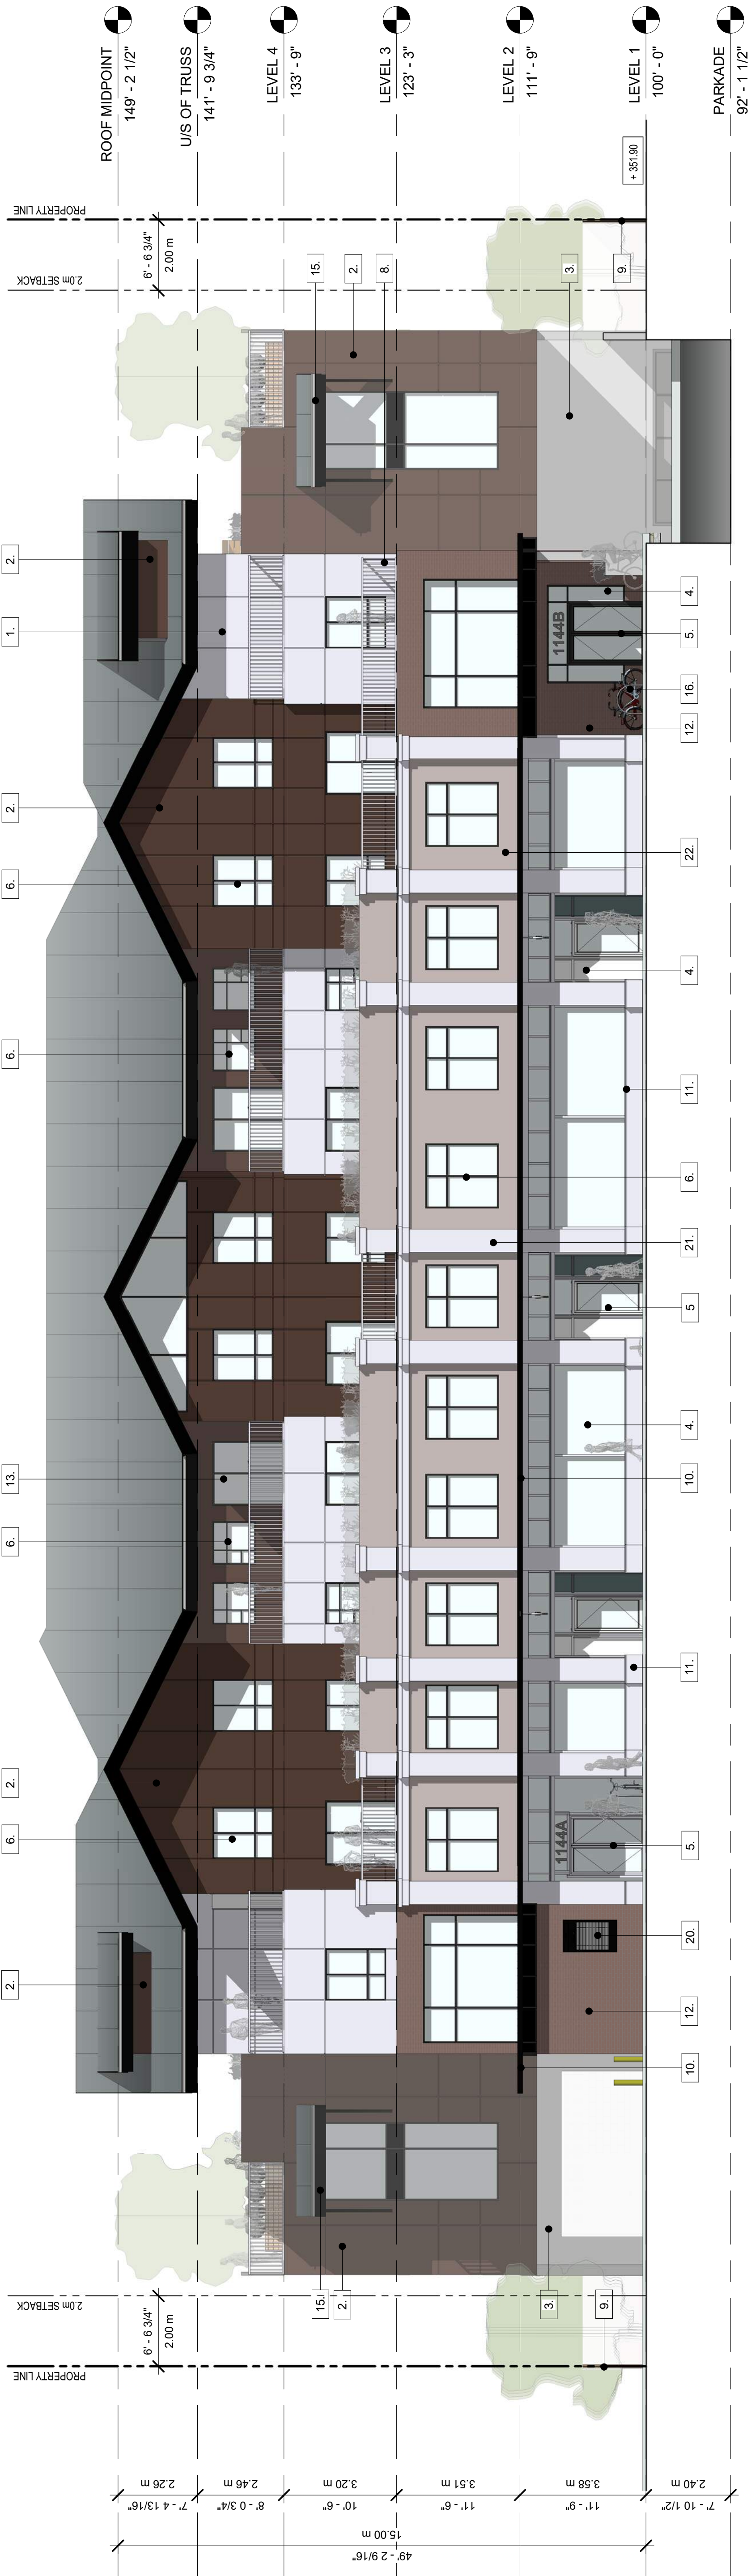 2.
6.
2.
6.
13.
6.
6.
2.
1.
2.
PROPERTY LINE
2.0m SETBACK
2.0m SETBACK
PROPERTY LINE
6' - 6 3/4"
2.00 m
6' - 6 3/4"
2.00 m
ROOF MIDPOINT
149' - 2 1/2"
U/S OF TRUSS
141' - 9 3/4"
LEVEL 4
133' - 9"
LEVEL 3
123' - 3"
LEVEL 2
111' - 9"
LEVEL 1
100' - 0"
PARKADE
92' - 1 1/2"
+ 351.90
49' - 2 9/16"
15.00 m
7' - 4 13/16"
2.26 m
8' - 0 3/4"
2.46 m
10' - 6"
3.20 m
11' - 6"
3.51 m
11' - 9"
3.58 m
7' - 10 1/2"
2.40 m
15.
2.
3.
9.
15.
2.
8.
3.
9.
1144A
1144B
10.
12.
20.
5.
11.
10.
4.
5
21.
6.
11.
4.
22.
12.
16.
5.
4.